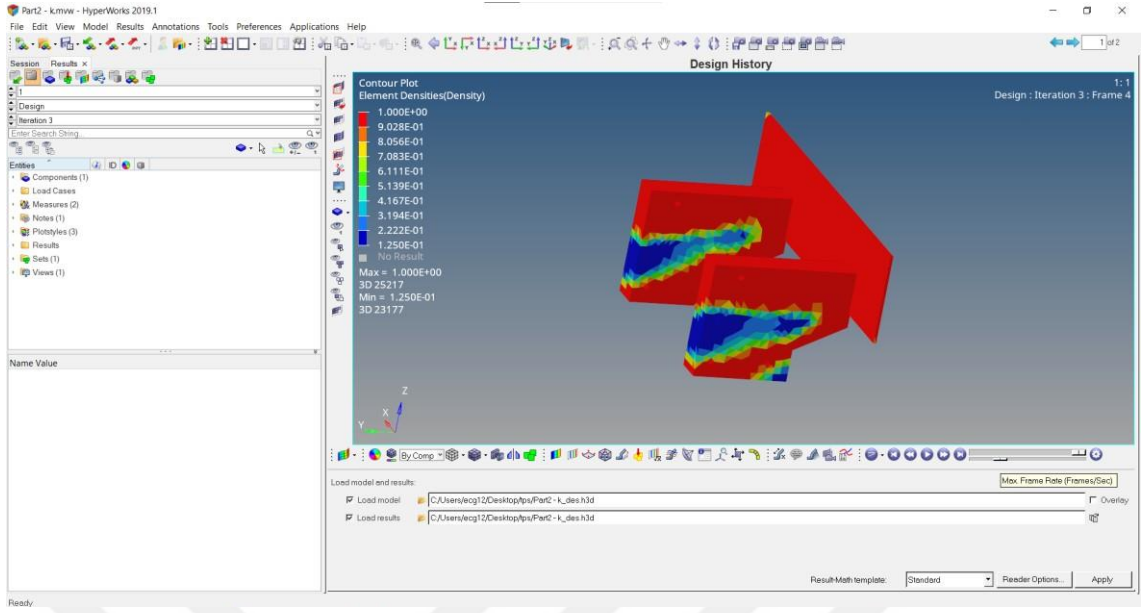 Part2 - k.mvw - HyperWorks 2019.1
File Edit View Model Results Annotations Tools Preferences Applications Help
1 of 2
Session Results ×
1
Design
Iteration 3
Enter Search String...
Entities ID
Components (1)
Load Cases
Measures (2)
Notes (1)
Plotstyles (3)
Results
Sets (1)
Views (1)
Name Value
Design History
Contour Plot
Element Densities(Density)
1.000E+00
9.028E-01
8.056E-01
7.083E-01
6.111E-01
5.139E-01
4.167E-01
3.194E-01
2.222E-01
1.250E-01
No Result
Max = 1.000E+00
3D 25217
Min = 1.250E-01
3D 23177
1: 1
Design : Iteration 3 : Frame 4
Z
X
Y
By Comp
Load model and results:
Max. Frame Rate (Frames/Sec)
Load model C:/Users/ecg12/Desktop/tps/Part2 - k_des.h3d Overlay
Load results C:/Users/ecg12/Desktop/tps/Part2 - k_des.h3d
Result-Math template: Standard Reader Options... Apply
Ready